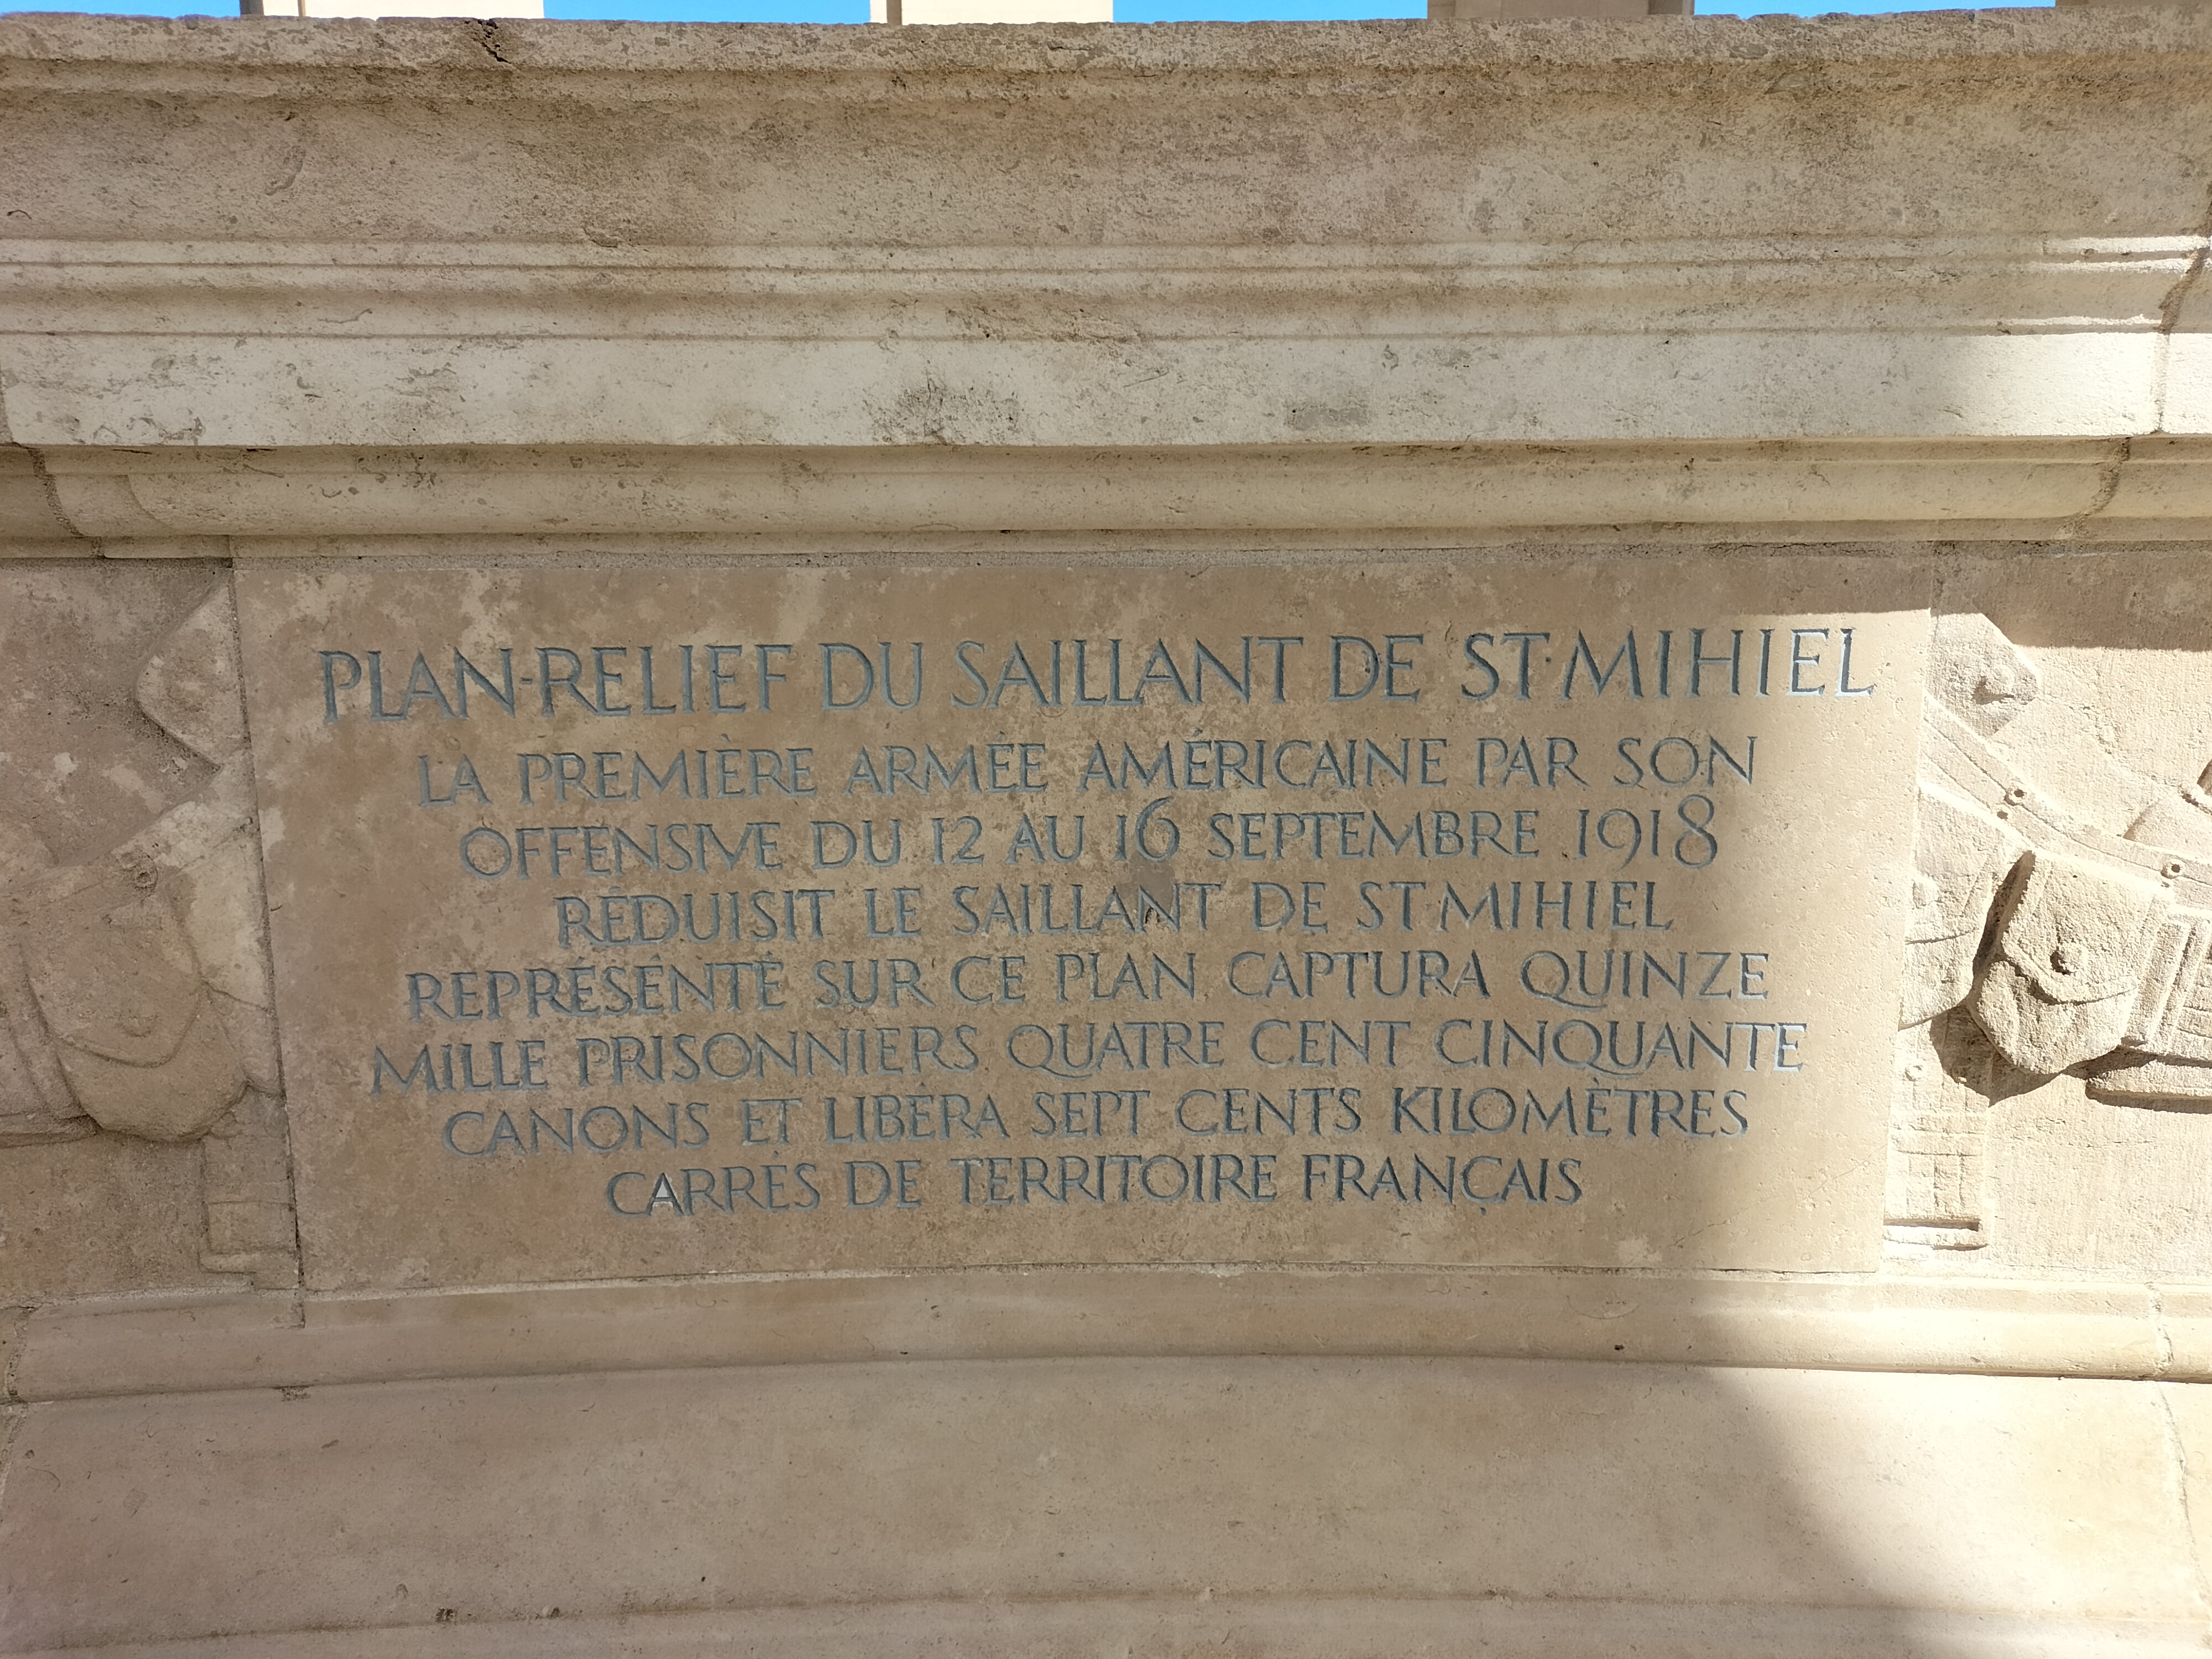 PLAN-RELIEF DU SAILLANT DE ST·MIHIEL
LA PREMIÈRE ARMÉE AMÉRICAINE PAR SON
OFFENSIVE DU 12 AU 16 SEPTEMBRE 1918
RÉDUISIT LE SAILLANT DE ST·MIHIEL
REPRÉSENTÉ SUR CE PLAN CAPTURA QUINZE
MILLE PRISONNIERS QUATRE CENT CINQUANTE
CANONS ET LIBÉRA SEPT CENTS KILOMÈTRES
CARRÉS DE TERRITOIRE FRANÇAIS